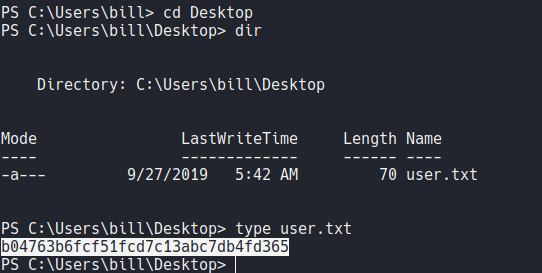 PS C:\Users\bill> cd Desktop
PS C:\Users\bill\Desktop> dir
Directory: C:\Users\bill\Desktop
Mode                LastWriteTime     Length Name
----                -------------     ------ ----
-a---         9/27/2019   5:42 AM         70 user.txt
PS C:\Users\bill\Desktop> type user.txt
b04763b6fcf51fcd7c13abc7db4fd365
PS C:\Users\bill\Desktop>